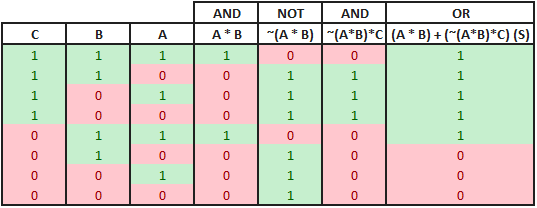 AND NOT AND OR
C B A A * B ~(A * B) ~(A*B)*C (A * B) + (~(A*B)*C) (S)
1 1 1 1 0 0 1
1 1 0 0 1 1 1
1 0 1 0 1 1 1
1 0 0 0 1 1 1
0 1 1 1 0 0 1
0 1 0 0 1 0 0
0 0 1 0 1 0 0
0 0 0 0 1 0 0